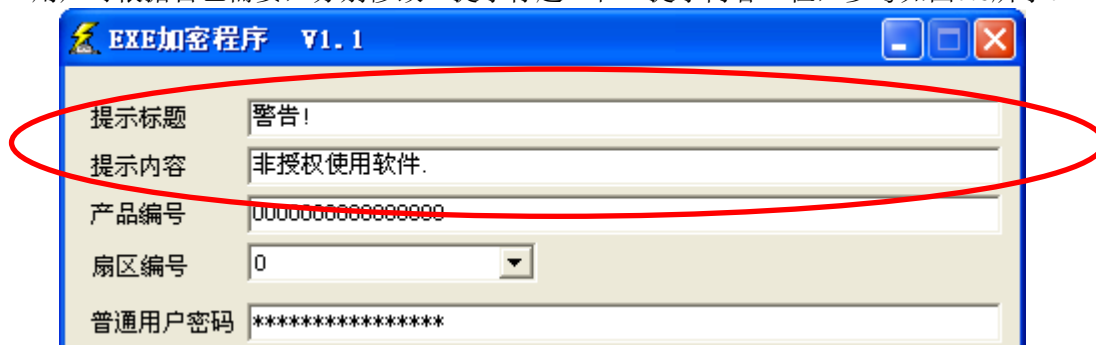 EXE加密程序 V1.1
提示标题 警告!
提示内容 非授权使用软件.
产品编号 0000000000000000
扇区编号 0
普通用户密码 ****************